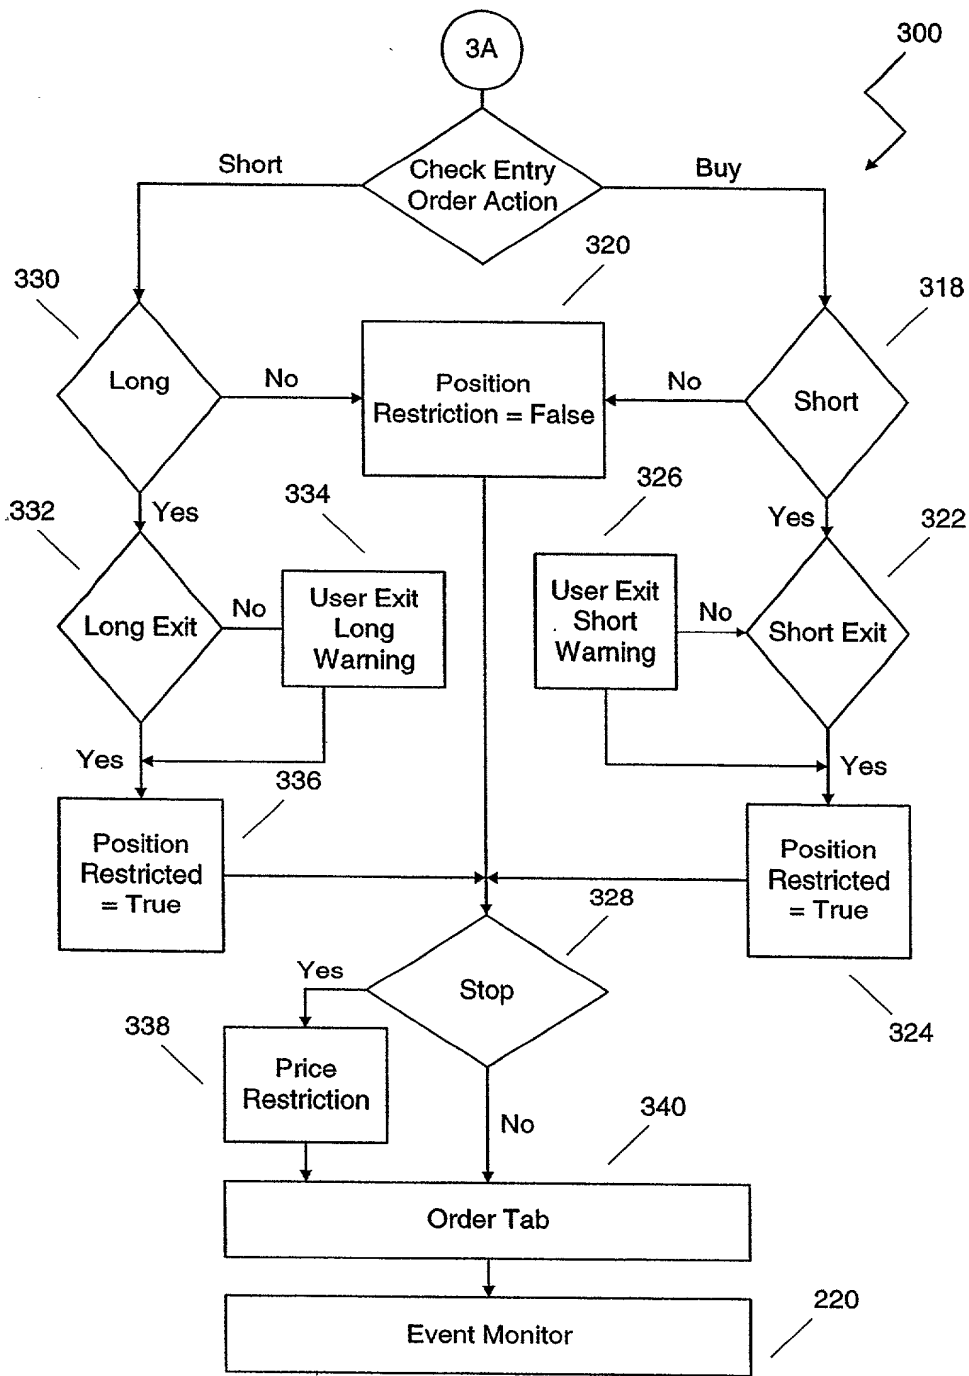 3A
300
Check Entry
Order Action
Short
Buy
320
330
318
Long
No
Position
Restriction = False
No
Short
332
Yes
334
326
Yes
322
Long Exit
No
User Exit
Long
Warning
User Exit
Short
Warning
No
Short Exit
Yes
336
Yes
Position
Restricted
= True
Position
Restricted
= True
328
Yes
Stop
324
338
Price
Restriction
No
340
Order Tab
220
Event Monitor